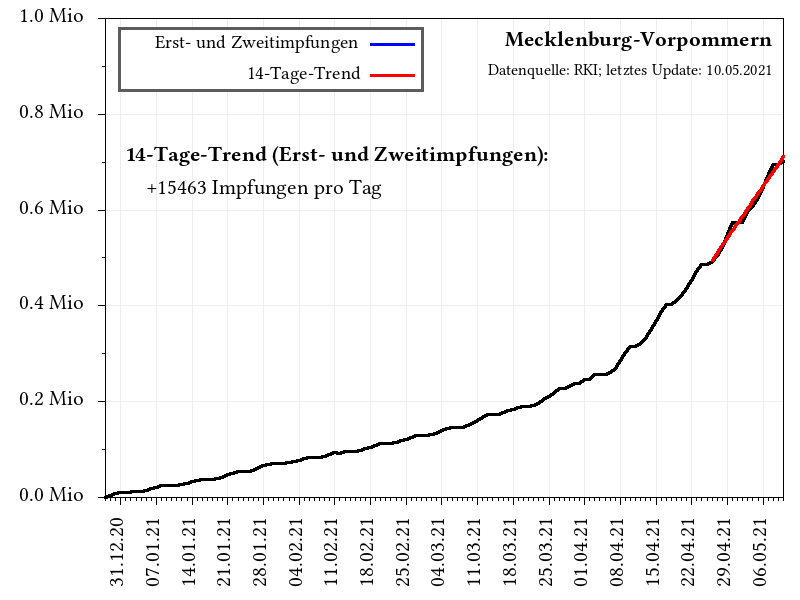 1.0 Mio
0.8 Mio
0.6 Mio
0.4 Mio
0.2 Mio
0.0 Mio
Erst- und Zweitimpfungen
14-Tage-Trend
Mecklenburg-Vorpommern
Datenquelle: RKI; letztes Update: 10.05.2021
14-Tage-Trend (Erst- und Zweitimpfungen):
+15463 Impfungen pro Tag
31.12.20
07.01.21
14.01.21
21.01.21
28.01.21
04.02.21
11.02.21
18.02.21
25.02.21
04.03.21
11.03.21
18.03.21
25.03.21
01.04.21
08.04.21
15.04.21
22.04.21
29.04.21
06.05.21